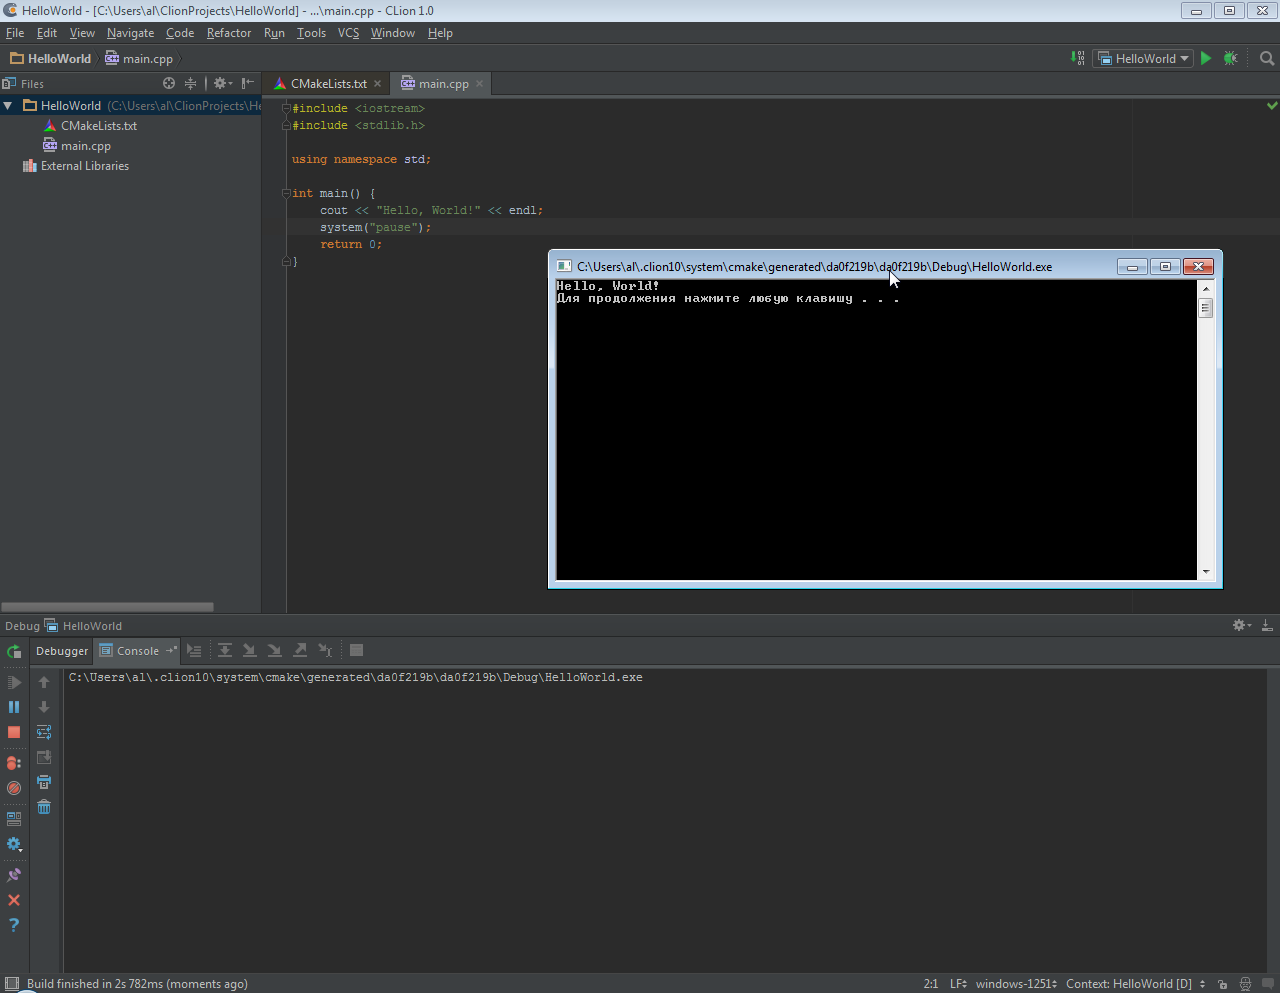 HelloWorld - [C:\Users\al\ClionProjects\HelloWorld] - ...\main.cpp - CLion 1.0
File Edit View Navigate Code Refactor Run Tools VCS Window Help
HelloWorld main.cpp
HelloWorld
Files
CMakeLists.txt main.cpp
HelloWorld (C:\Users\al\ClionProjects\He
CMakeLists.txt
main.cpp
External Libraries
#include <iostream>
#include <stdlib.h>
using namespace std;
int main() {
cout << "Hello, World!" << endl;
system("pause");
return 0;
}
C:\Users\al\.clion10\system\cmake\generated\da0f219b\da0f219b\Debug\HelloWorld.exe
Hello, World!
Для продолжения нажмите любую клавишу . . .
Debug HelloWorld
Debugger Console
C:\Users\al\.clion10\system\cmake\generated\da0f219b\da0f219b\Debug\HelloWorld.exe
Build finished in 2s 782ms (moments ago)
2:1 LF windows-1251 Context: HelloWorld [D]